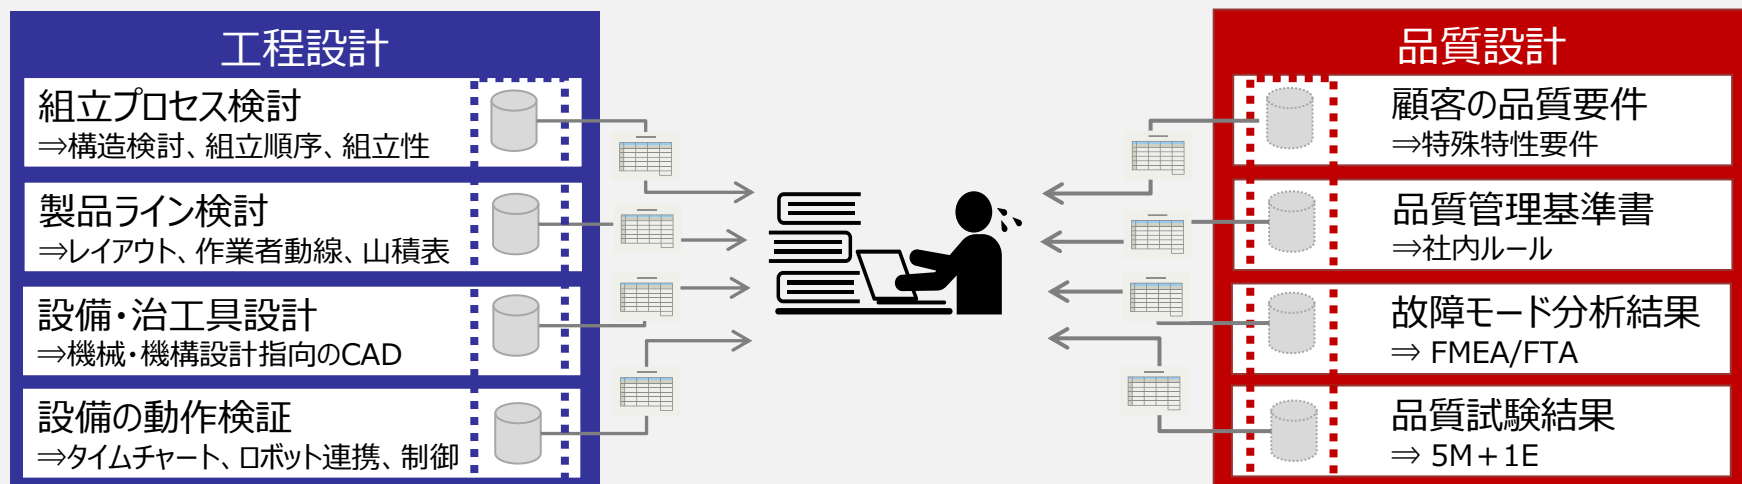 工程設計
組立プロセス検討
⇒構造検討、組立順序、組立性
製品ライン検討
⇒レイアウト、作業者動線、山積表
設備・治工具設計
⇒機械・機構設計指向のCAD
設備の動作検証
⇒タイムチャート、ロボット連携、制御
品質設計
顧客の品質要件
⇒特殊特性要件
品質管理基準書
⇒社内ルール
故障モード分析結果
⇒ FMEA/FTA
品質試験結果
⇒ 5M+1E